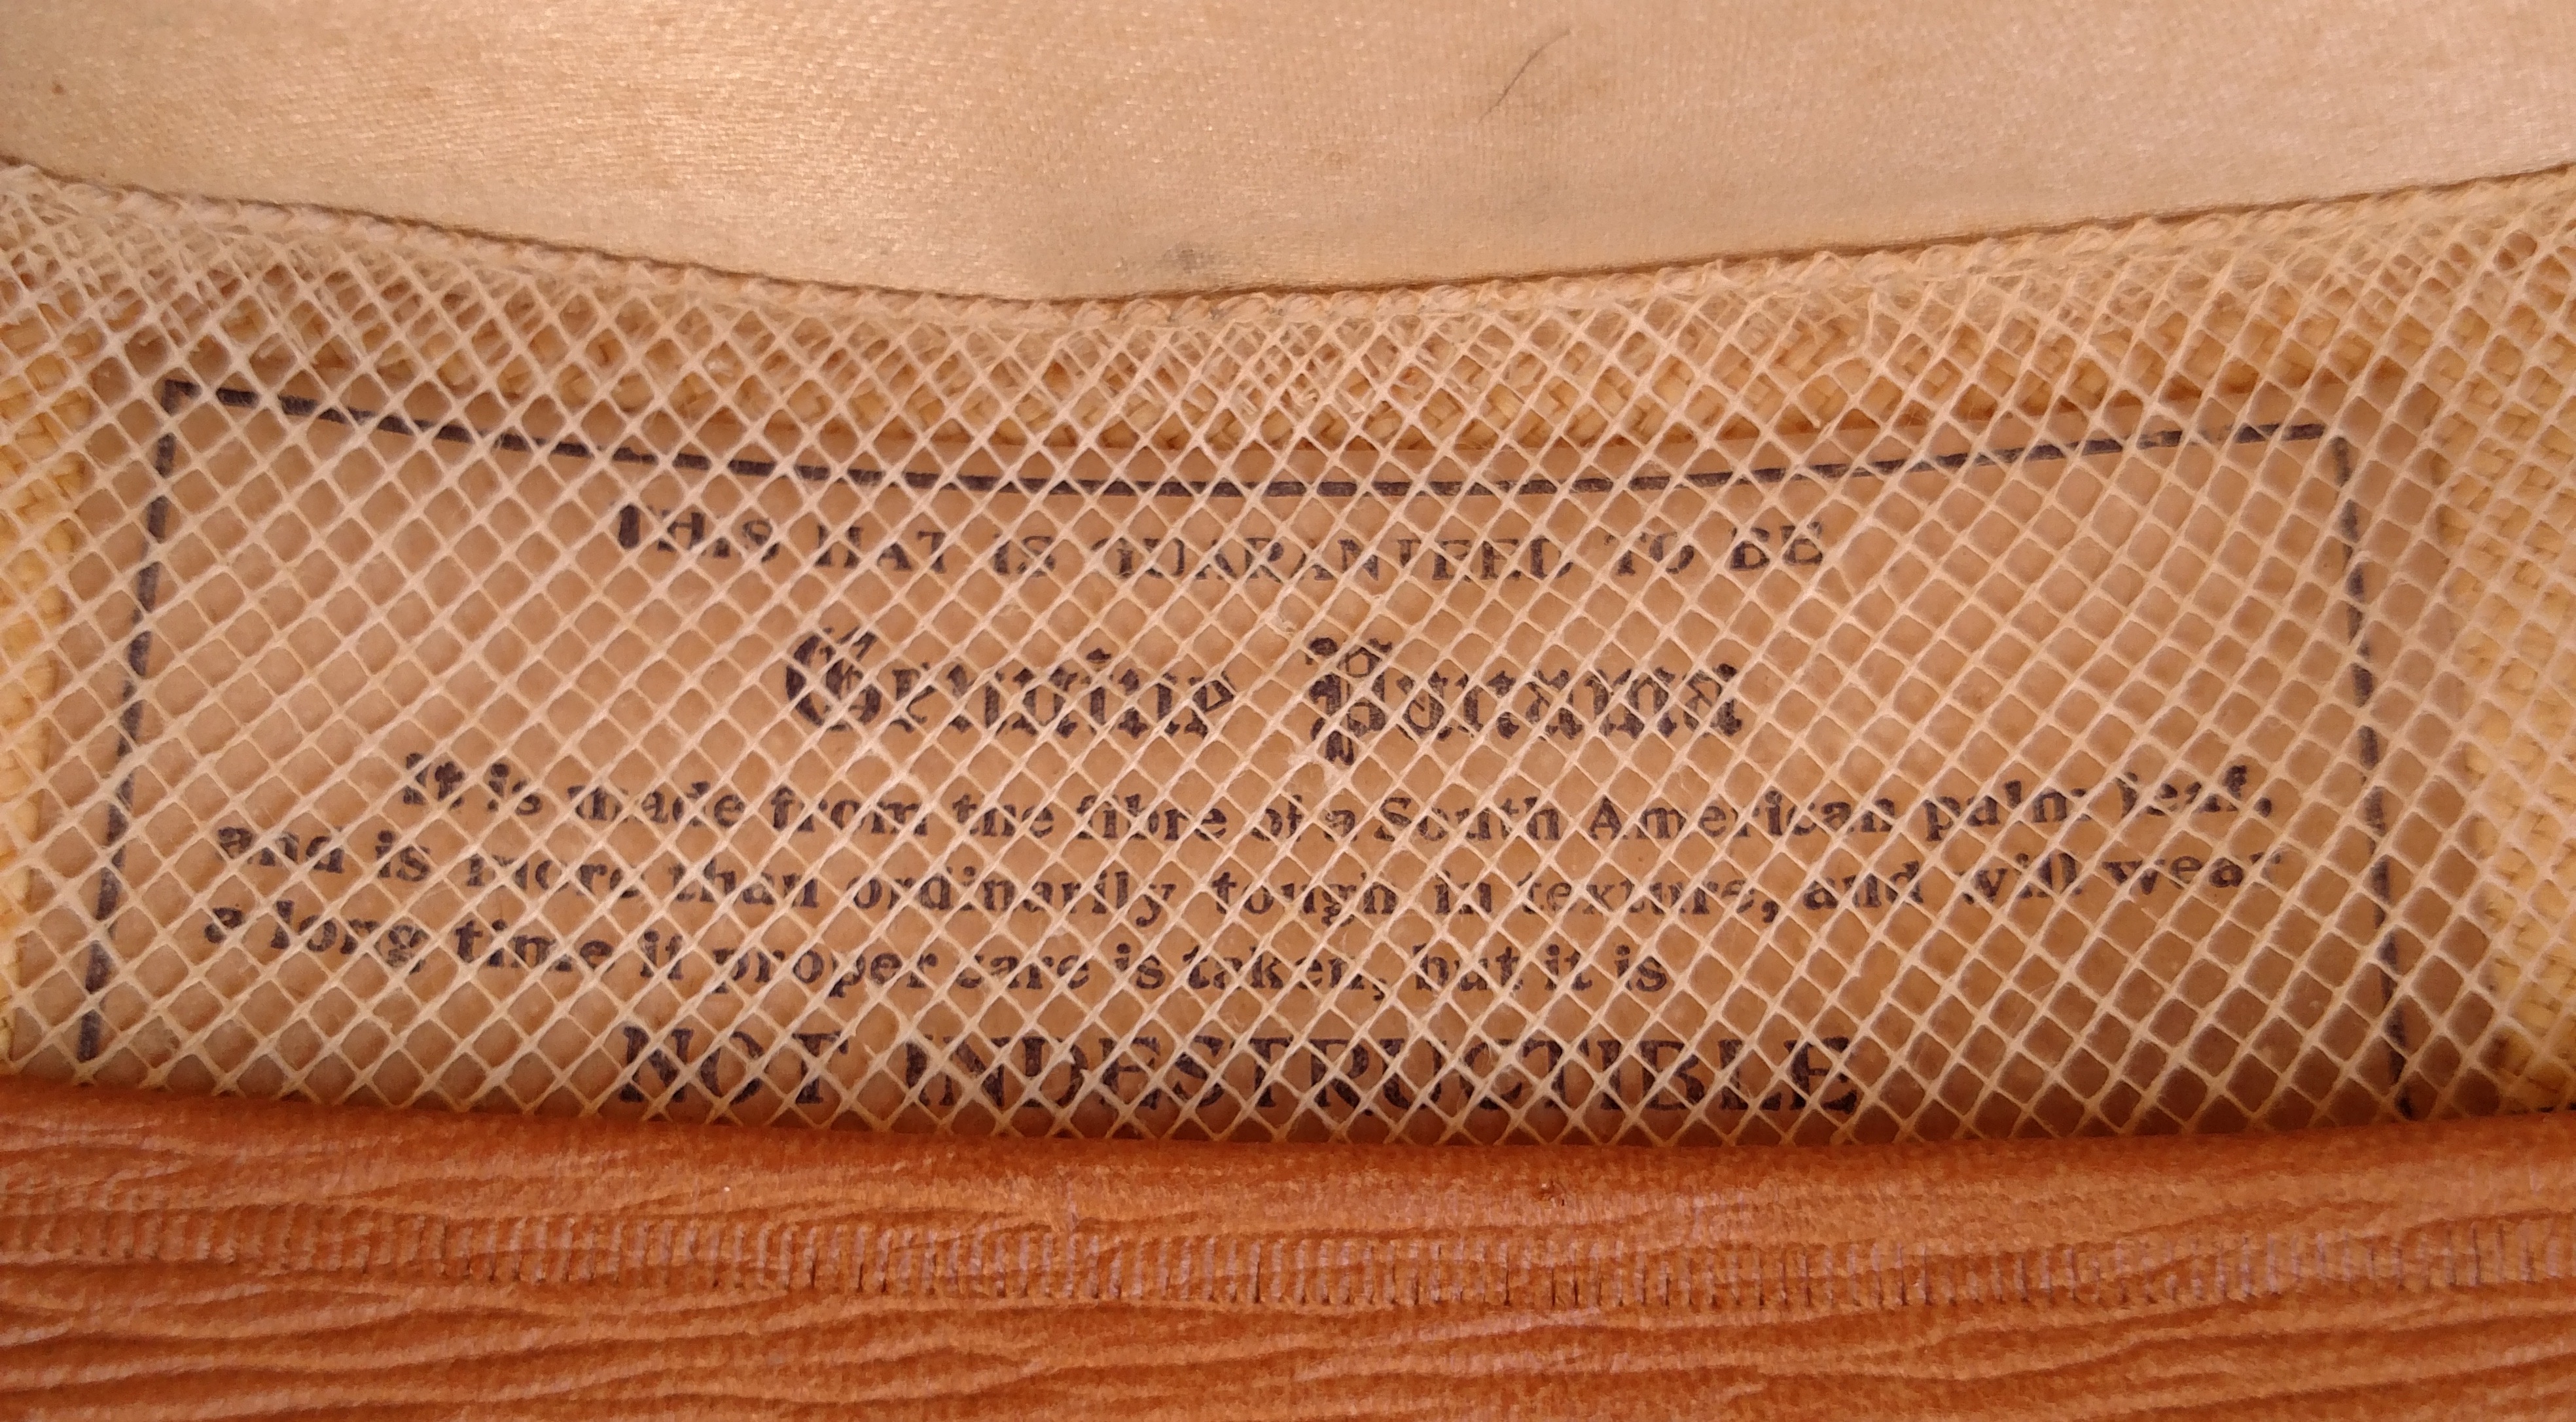 THIS HAT IS GUARANTEED TO BE
Genuine Panama
It is made from the fibre of a South American palm leaf,
and is more than ordinarily tough in texture, and will wear
a long time if proper care is taken, but it is
NOT INDESTRUCTIBLE